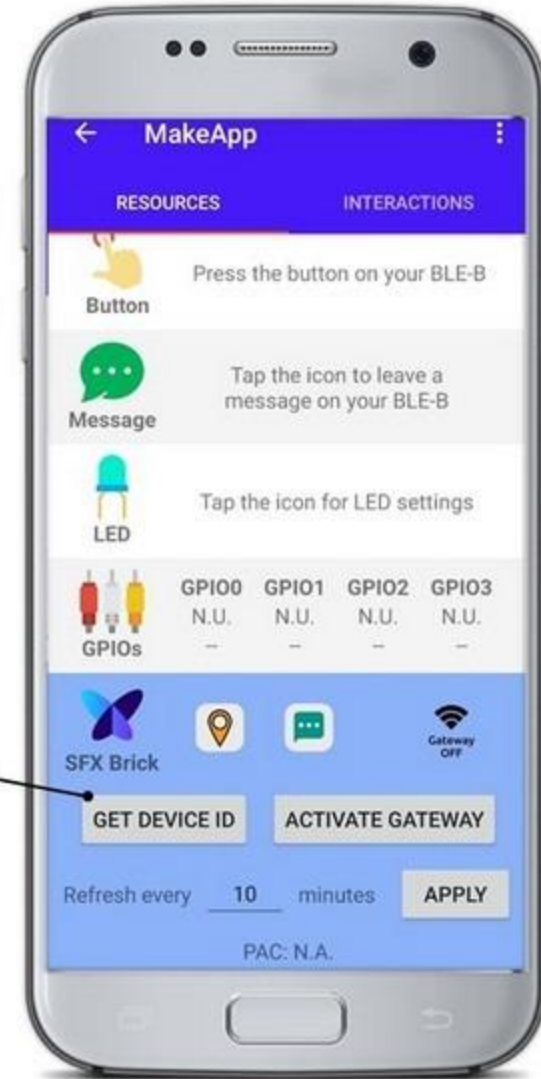 MakeApp
RESOURCES INTERACTIONS
Press the button on your BLE-B
Button
Tap the icon to leave a
message on your BLE-B
Message
Tap the icon for LED settings
LED
GPIO0 GPIO1 GPIO2 GPIO3
N.U. N.U. N.U. N.U.
-- -- -- --
GPIOs
Gateway
OFF
SFX Brick
GET DEVICE ID ACTIVATE GATEWAY
Refresh every 10 minutes APPLY
PAC: N.A.